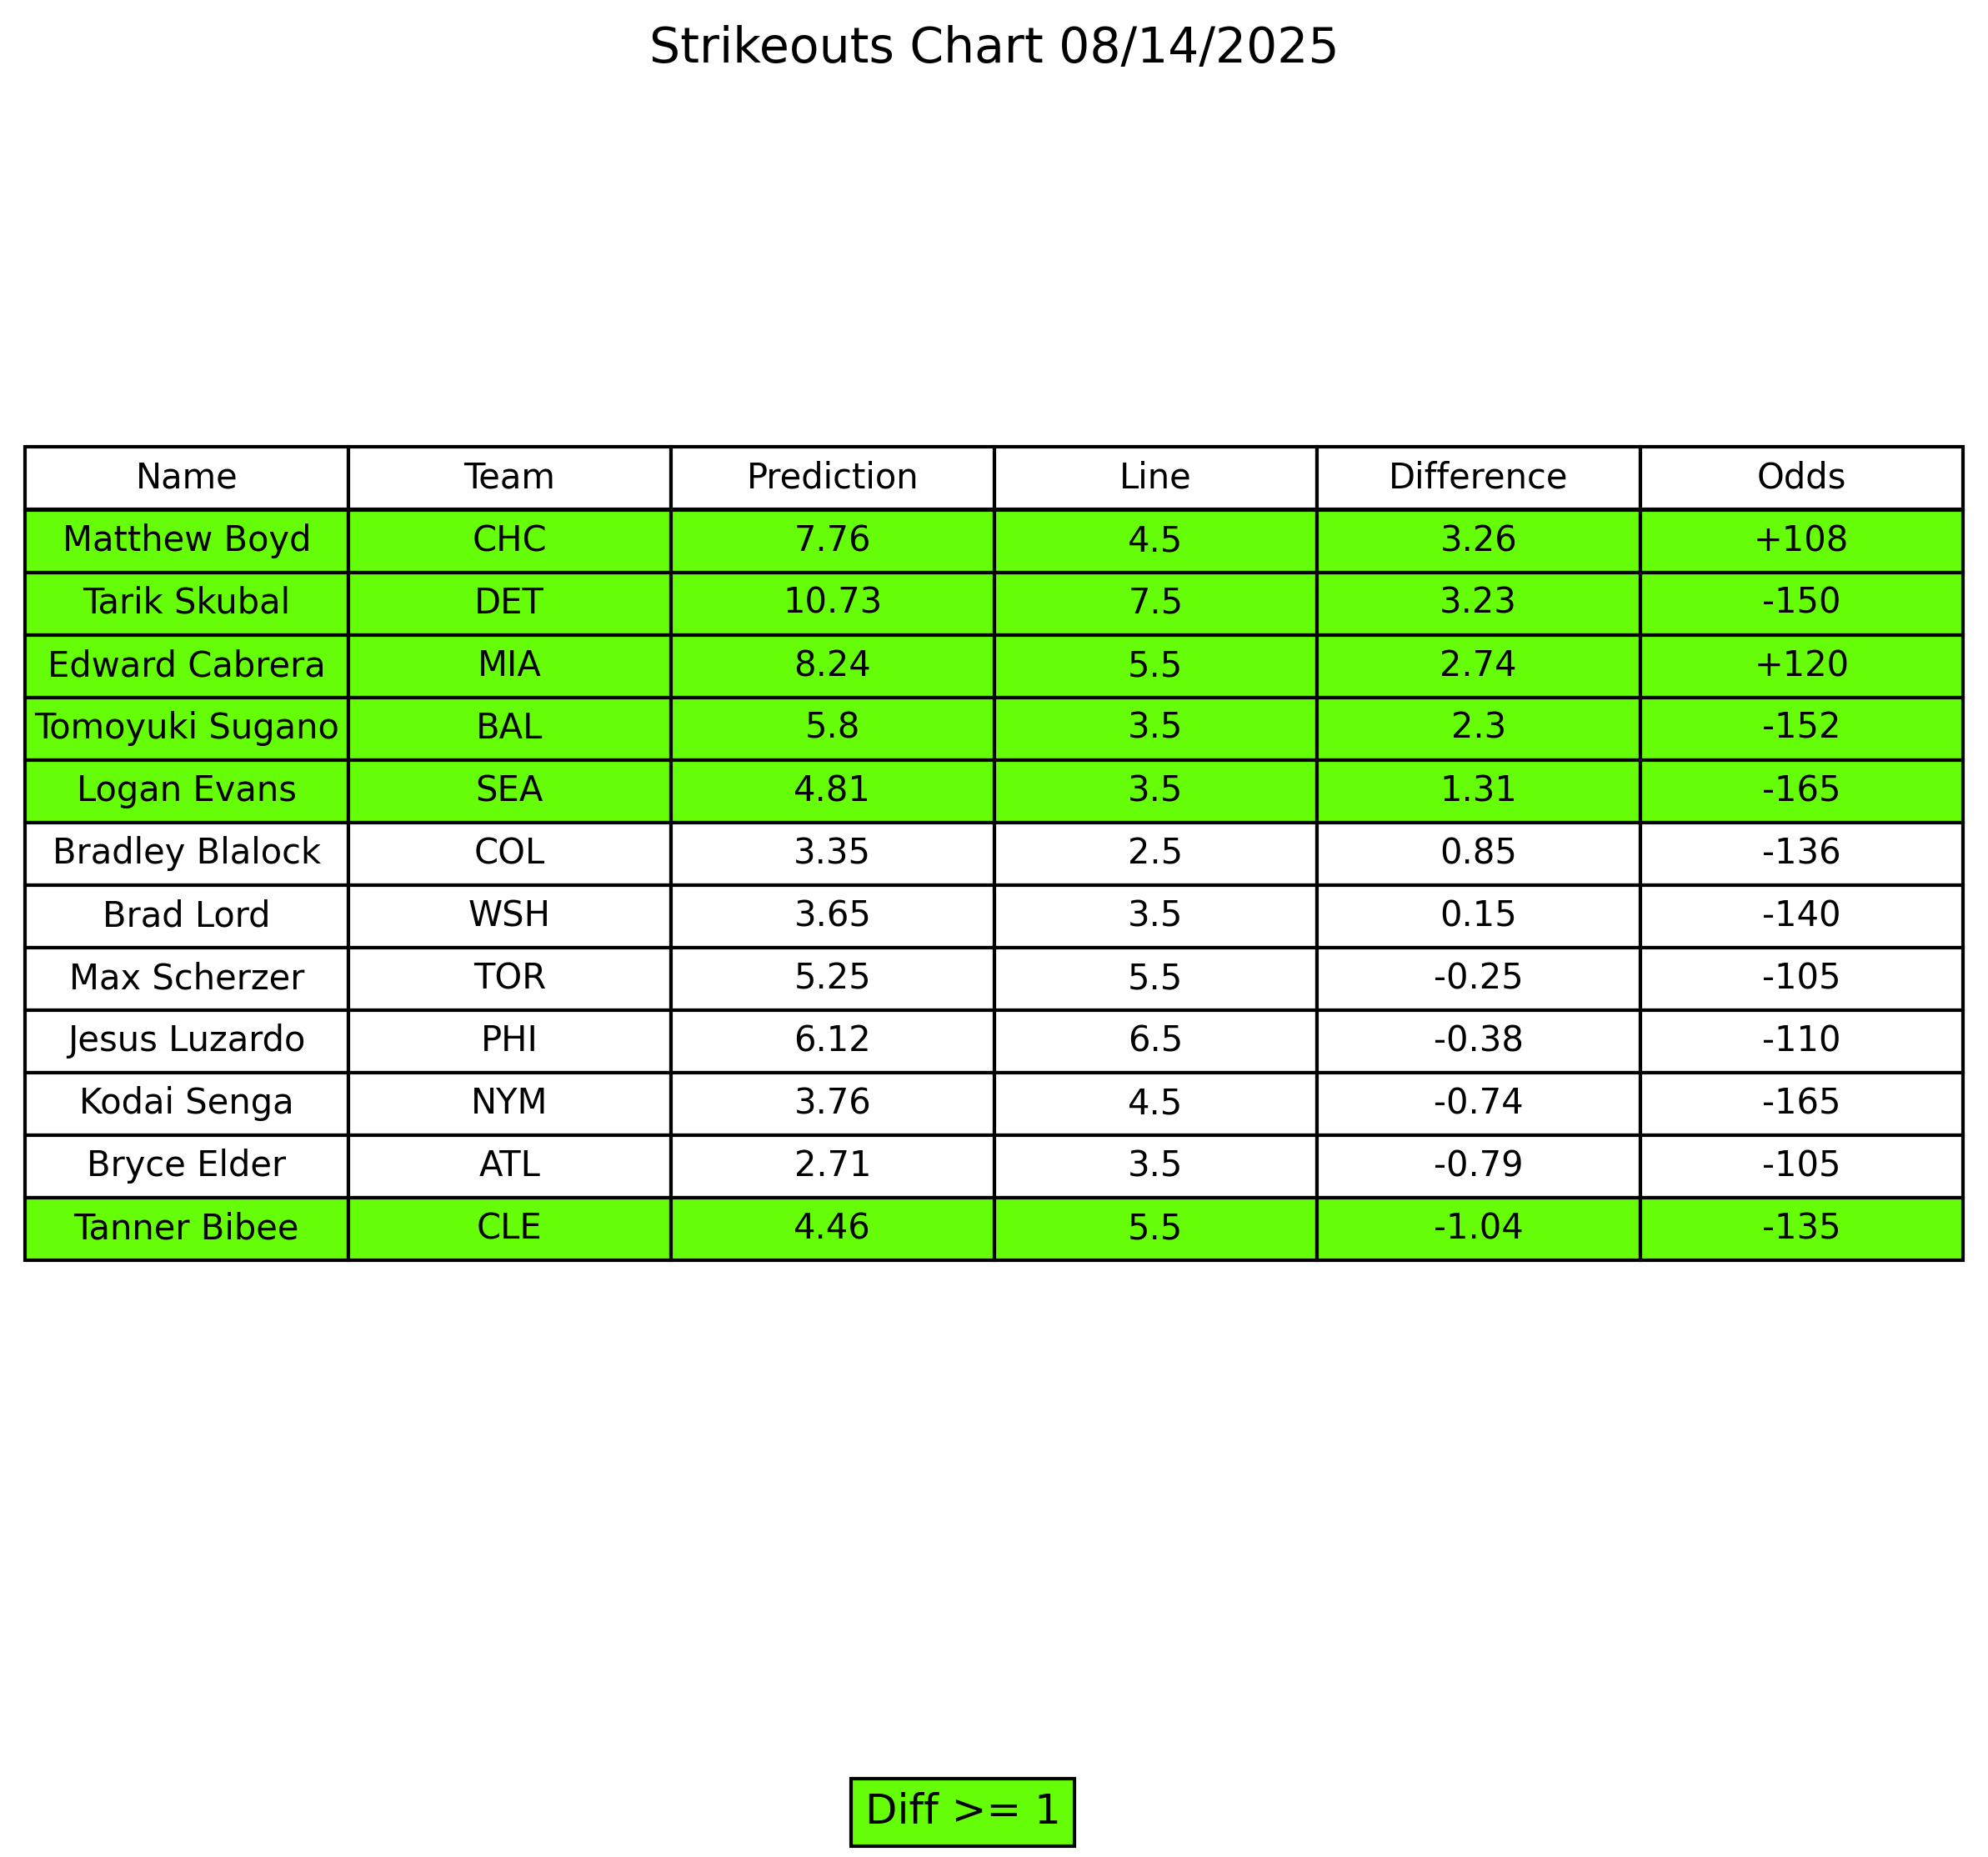 Strikeouts Chart 08/14/2025
Name Team Prediction Line Difference Odds
Matthew Boyd CHC 7.76 4.5 3.26 +108
Tarik Skubal DET 10.73 7.5 3.23 -150
Edward Cabrera MIA 8.24 5.5 2.74 +120
Tomoyuki Sugano BAL 5.8 3.5 2.3 -152
Logan Evans SEA 4.81 3.5 1.31 -165
Bradley Blalock COL 3.35 2.5 0.85 -136
Brad Lord WSH 3.65 3.5 0.15 -140
Max Scherzer TOR 5.25 5.5 -0.25 -105
Jesus Luzardo PHI 6.12 6.5 -0.38 -110
Kodai Senga NYM 3.76 4.5 -0.74 -165
Bryce Elder ATL 2.71 3.5 -0.79 -105
Tanner Bibee CLE 4.46 5.5 -1.04 -135
Diff >= 1